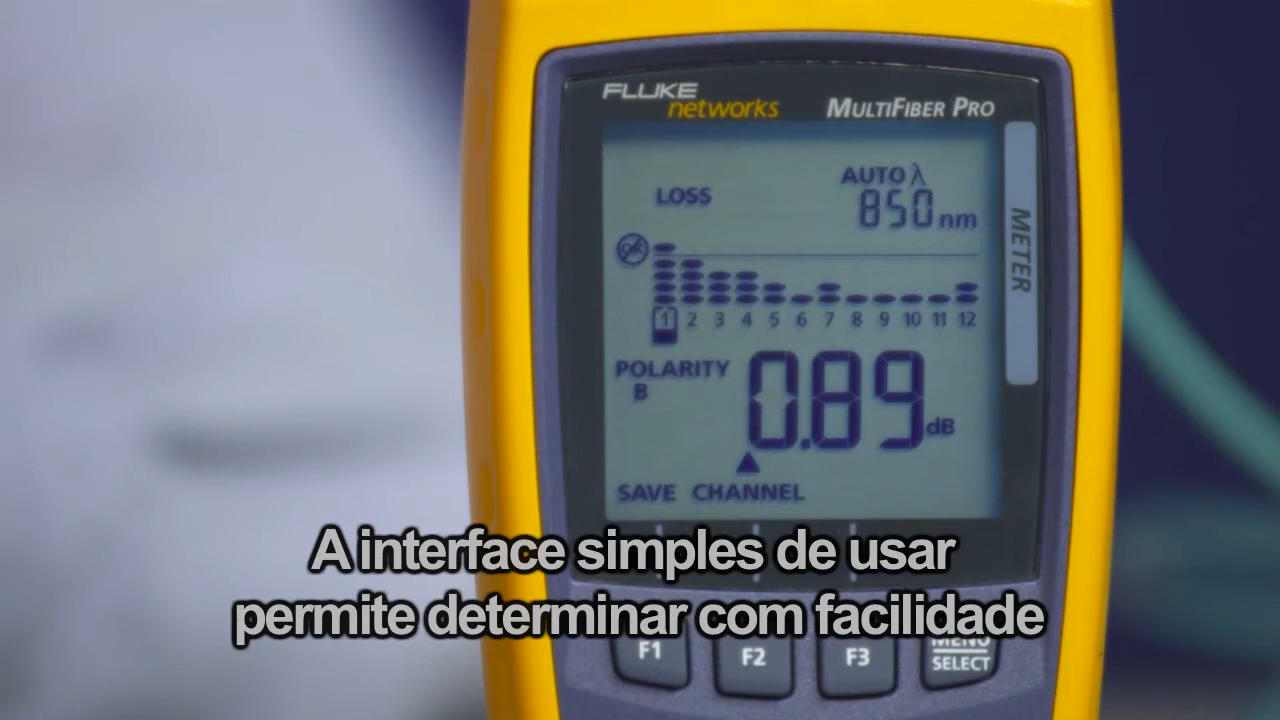 FLUKE
networks
MULTIFIBER PRO
AUTO λ
LOSS
850 nm
METER
OK
1 2 3 4 5 6 7 8 9 10 11 12
POLARITY
B
0.89 dB
SAVE CHANNEL
A interface simples de usar
permite determinar com facilidade
F1 F2 F3 MENU
SELECT